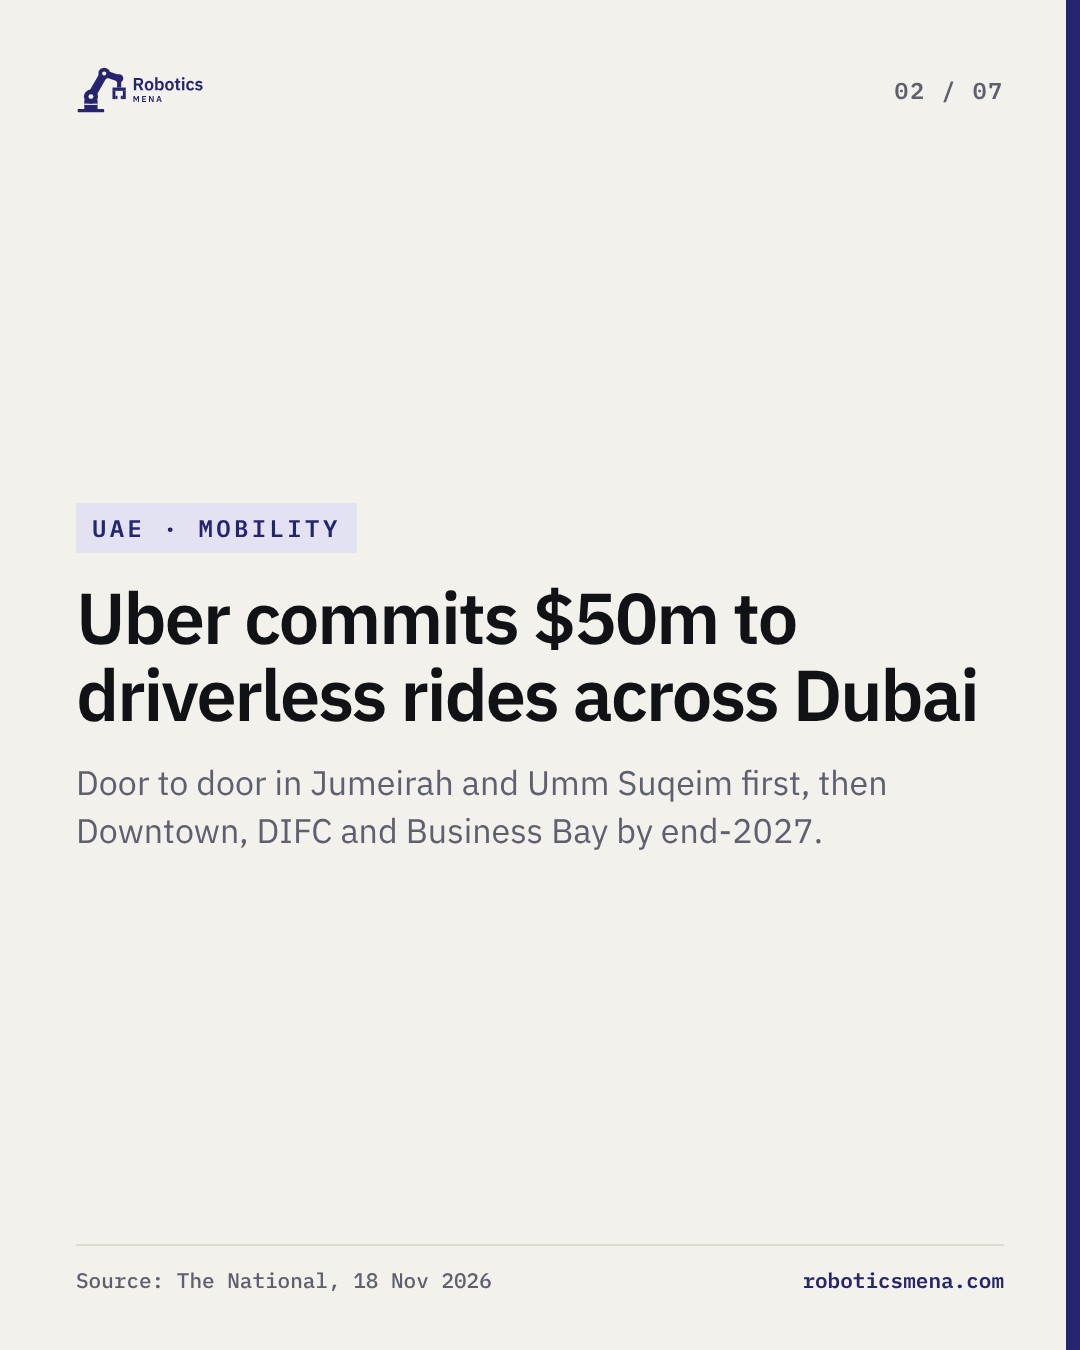 Robotics
MENA
02 / 07
UAE · MOBILITY
Uber commits $50m to
driverless rides across Dubai
Door to door in Jumeirah and Umm Suqeim first, then
Downtown, DIFC and Business Bay by end-2027.
Source: The National, 18 Nov 2026
roboticsmena.com